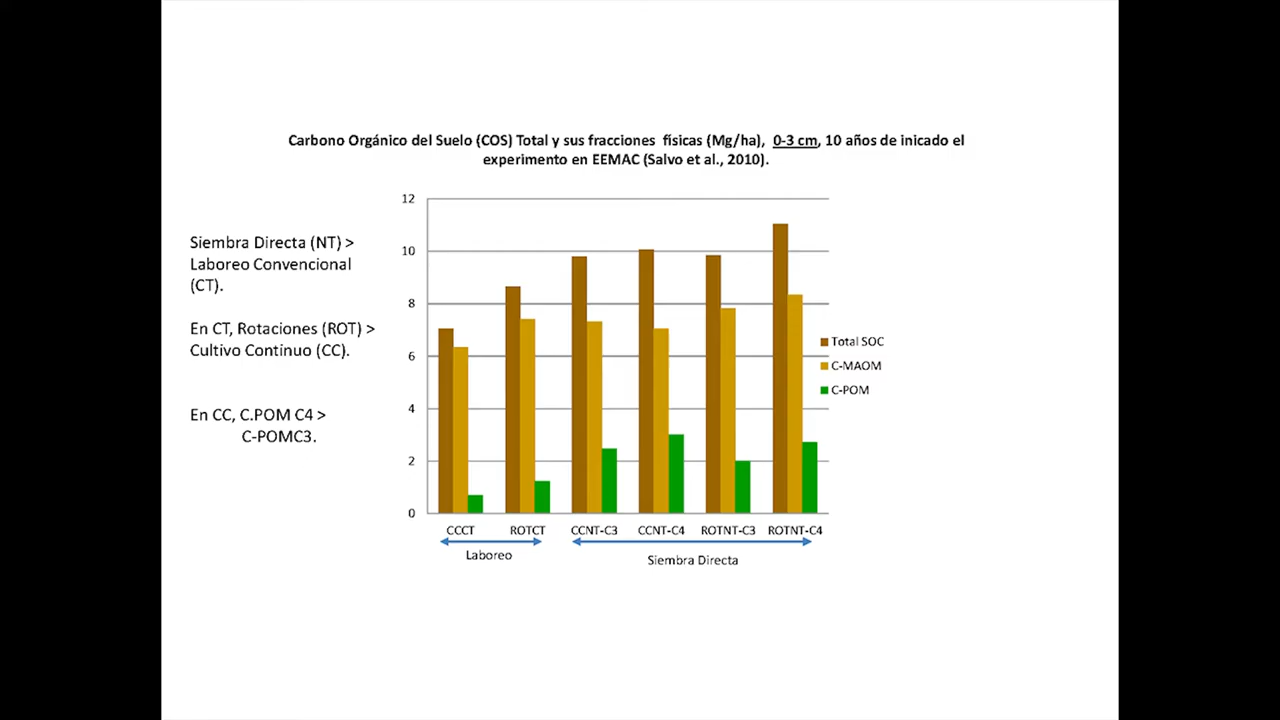 Carbono Orgánico del Suelo (COS) Total y sus fracciones físicas (Mg/ha), 0-3 cm, 10 años de inicado el
experimento en EEMAC (Salvo et al., 2010).
Siembra Directa (NT) >
Laboreo Convencional
(CT).
En CT, Rotaciones (ROT) >
Cultivo Continuo (CC).
En CC, C.POM C4 >
C-POMC3.
12
10
8
6
4
2
0
CCCT ROTCT CCNT-C3 CCNT-C4 ROTNT-C3 ROTNT-C4
Laboreo
Siembra Directa
Total SOC
C-MAOM
C-POM